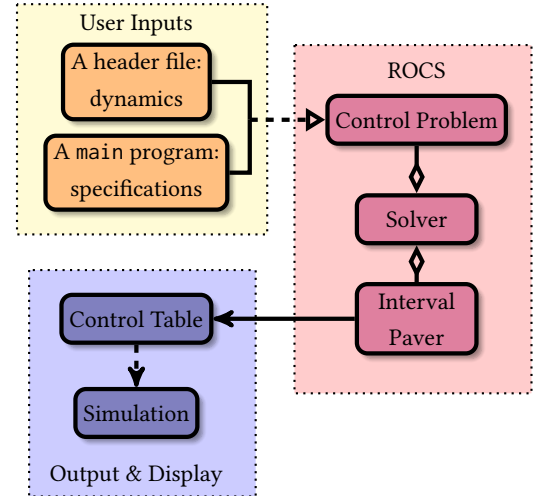 User Inputs
A header file:
dynamics
A main program:
specifications
ROCS
Control Problem
Solver
Interval
Paver
Control Table
Simulation
Output & Display